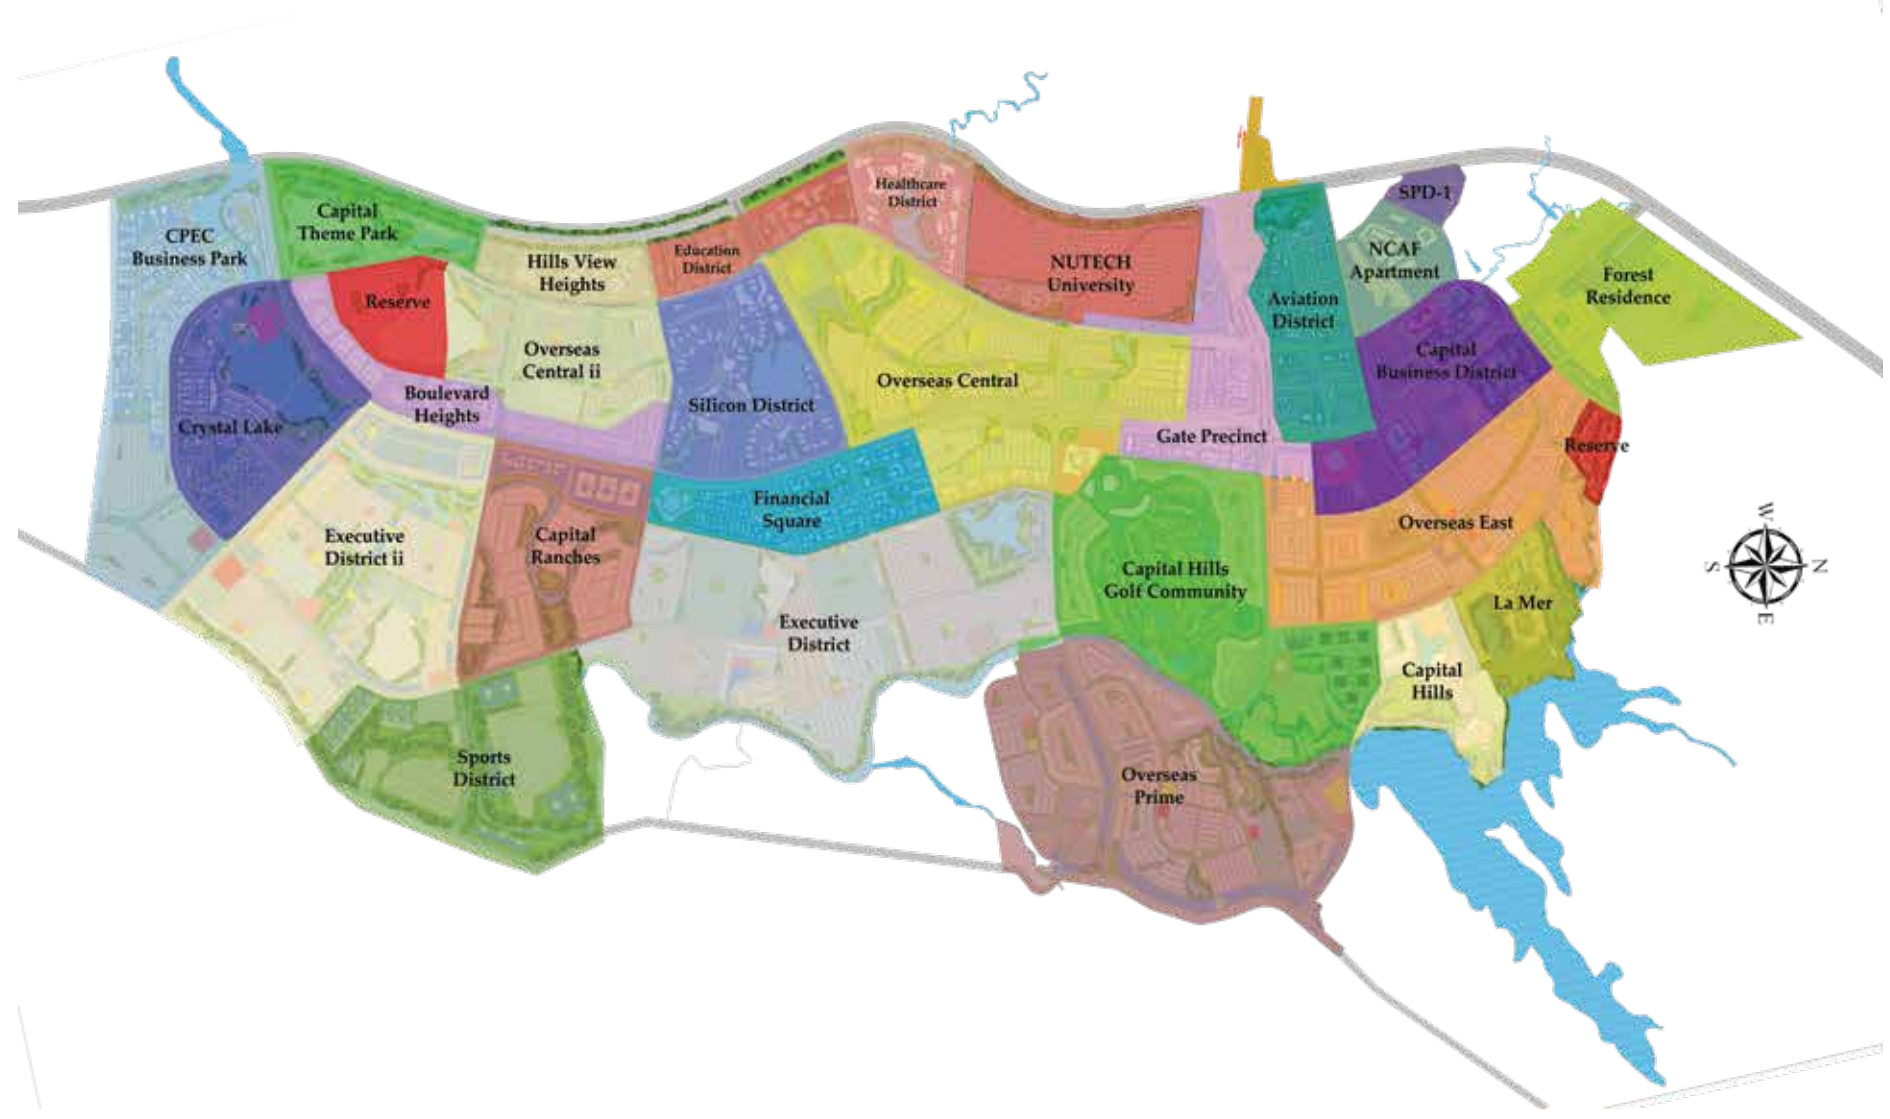 SPD-1
Healthcare
District
Capital
Theme Park
CPEC
Business Park
Hills View
Heights
Education
District
NUTECH
University
NCAF
Apartment
Forest
Residence
Reserve
Aviation
District
Overseas
Central ii
Capital
Business District
Overseas Central
Boulevard
Heights
Silicon District
Crystal Lake
Gate Precinct
Reserve
Financial
Square
Overseas East
Executive
District ii
Capital
Ranches
Capital Hills
Golf Community
La Mer
W
S
N
E
Executive
District
Capital
Hills
Sports
District
Overseas
Prime